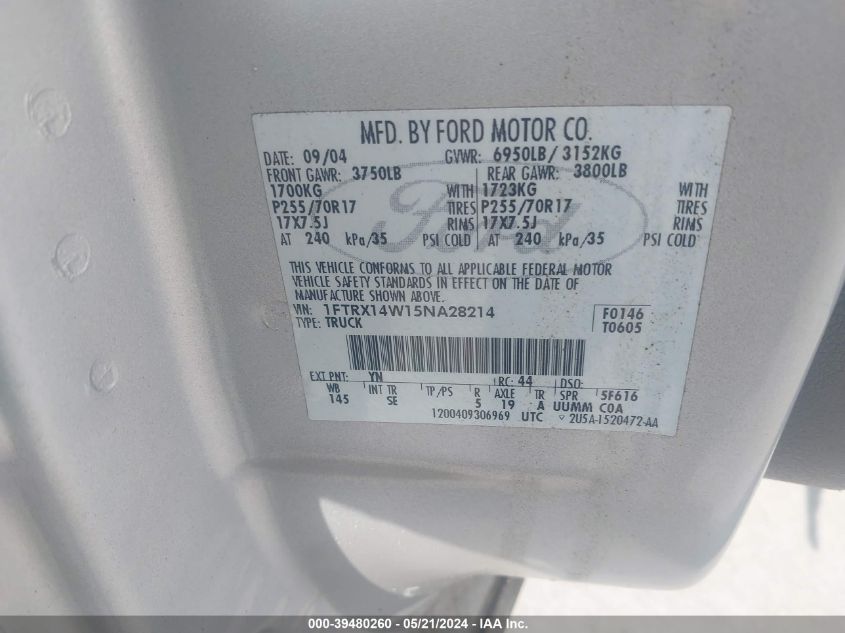 MFD. BY FORD MOTOR CO.
DATE: 09/04 GVWR: 6950LB/ 3152KG
FRONT GAWR: 3750LB REAR GAWR: 3800LB
1700KG WITH 1723KG WITH
P255/70R17 TIRES P255/70R17 TIRES
17X7.5J RIMS 17X7.5J RIMS
AT 240 kPa/35 PSI COLD AT 240 kPa/35 PSI COLD
Ford
THIS VEHICLE CONFORMS TO ALL APPLICABLE FEDERAL MOTOR
VEHICLE SAFETY STANDARDS IN EFFECT ON THE DATE OF
MANUFACTURE SHOWN ABOVE.
VIN: 1FTRX14W15NA28214 F0146
TYPE: TRUCK T0605
EXT PNT: YN RC: 44 DSO:
WB INT TR TP/PS R AXLE TR SPR 5F616
145 SE 5 19 A UUMM COA
1200409306969 UTC ▽ 2U5A-1520472-AA
000-39480260 - 05/21/2024 - IAA Inc.